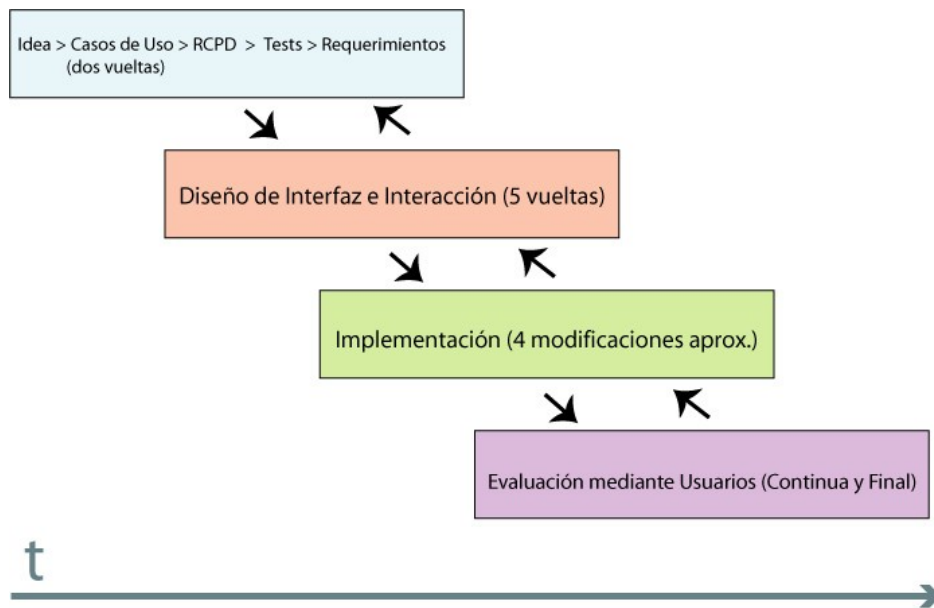 Idea > Casos de Uso > RCPD > Tests > Requerimientos
(dos vueltas)
Diseño de Interfaz e Interacción (5 vueltas)
Implementación (4 modificaciones aprox.)
Evaluación mediante Usuarios (Continua y Final)
t